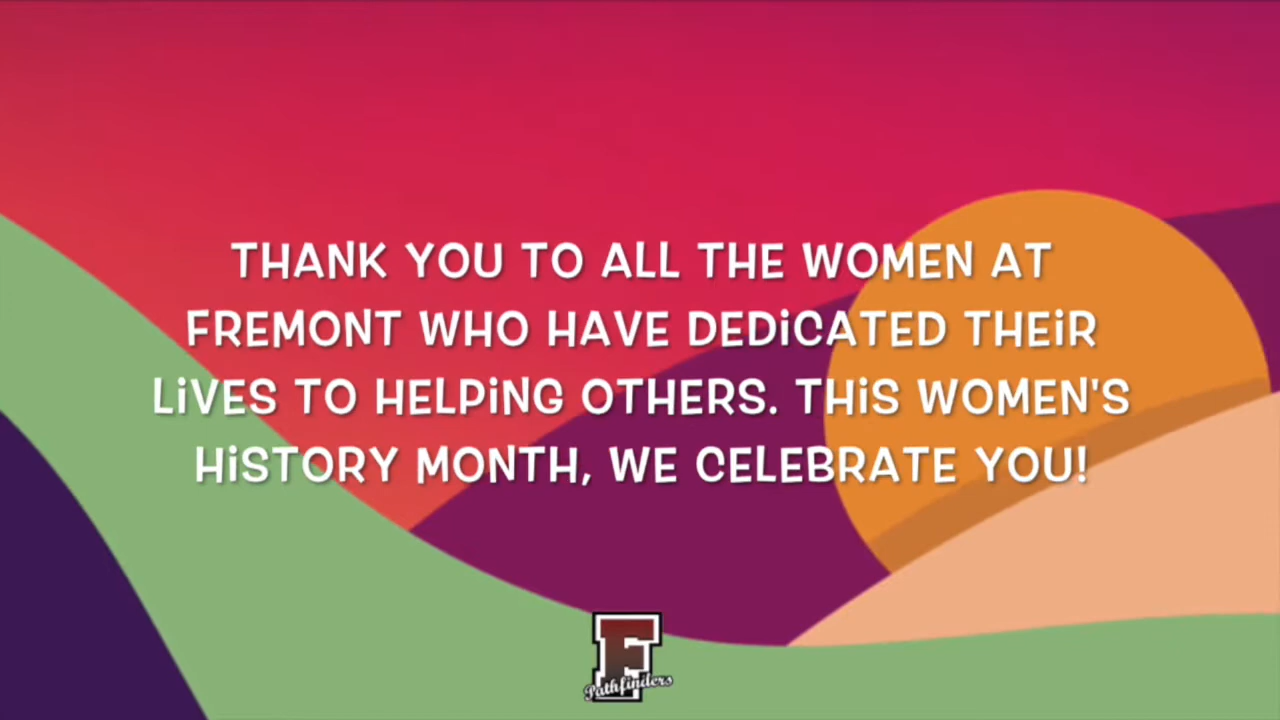 THANK YOU TO ALL THE WOMEN AT
FREMONT WHO HAVE DEDiCATED THEiR
LiVES TO HELPiNG OTHERS. THiS WOMEN'S
HiSTORY MONTH, WE CELEBRATE YOU!
F
Pathfinders